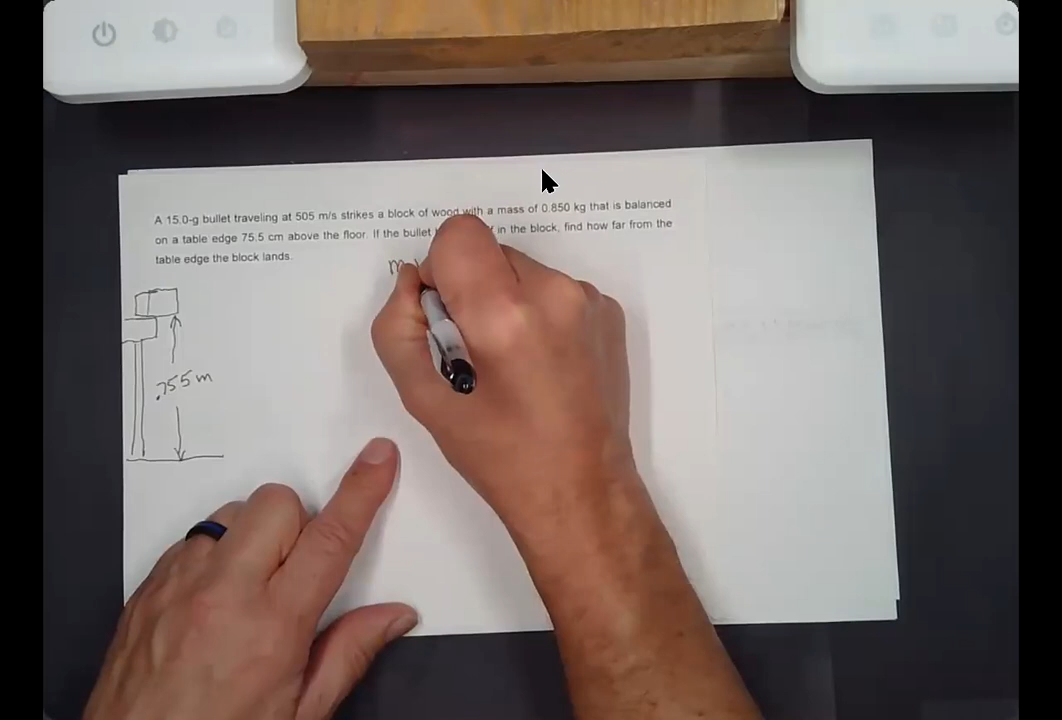 A 15.0-g bullet traveling at 505 m/s strikes a block of wood with a mass of 0.850 kg that is balanced
on a table edge 75.5 cm above the floor. If the bullet in the block, find how far from the
table edge the block lands.
m
.755 m